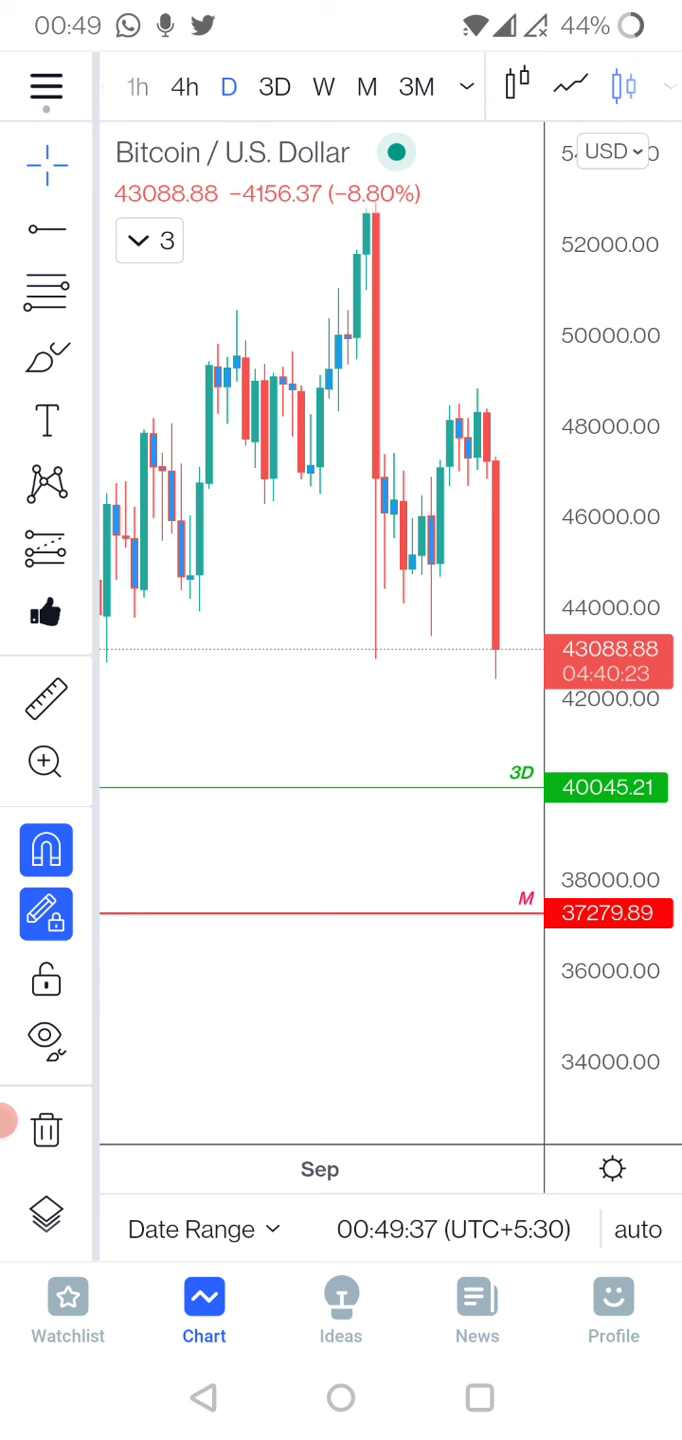 00:49 44%
1h 4h D 3D W M 3M
Bitcoin / U.S. Dollar
USD
43088.88 −4156.37 (−8.80%)
3
52000.00
50000.00
48000.00
46000.00
44000.00
43088.88
04:40:23
42000.00
3D 40045.21
38000.00
M 37279.89
36000.00
34000.00
T
Sep
Date Range 00:49:37 (UTC+5:30) auto
Watchlist Chart Ideas News Profile